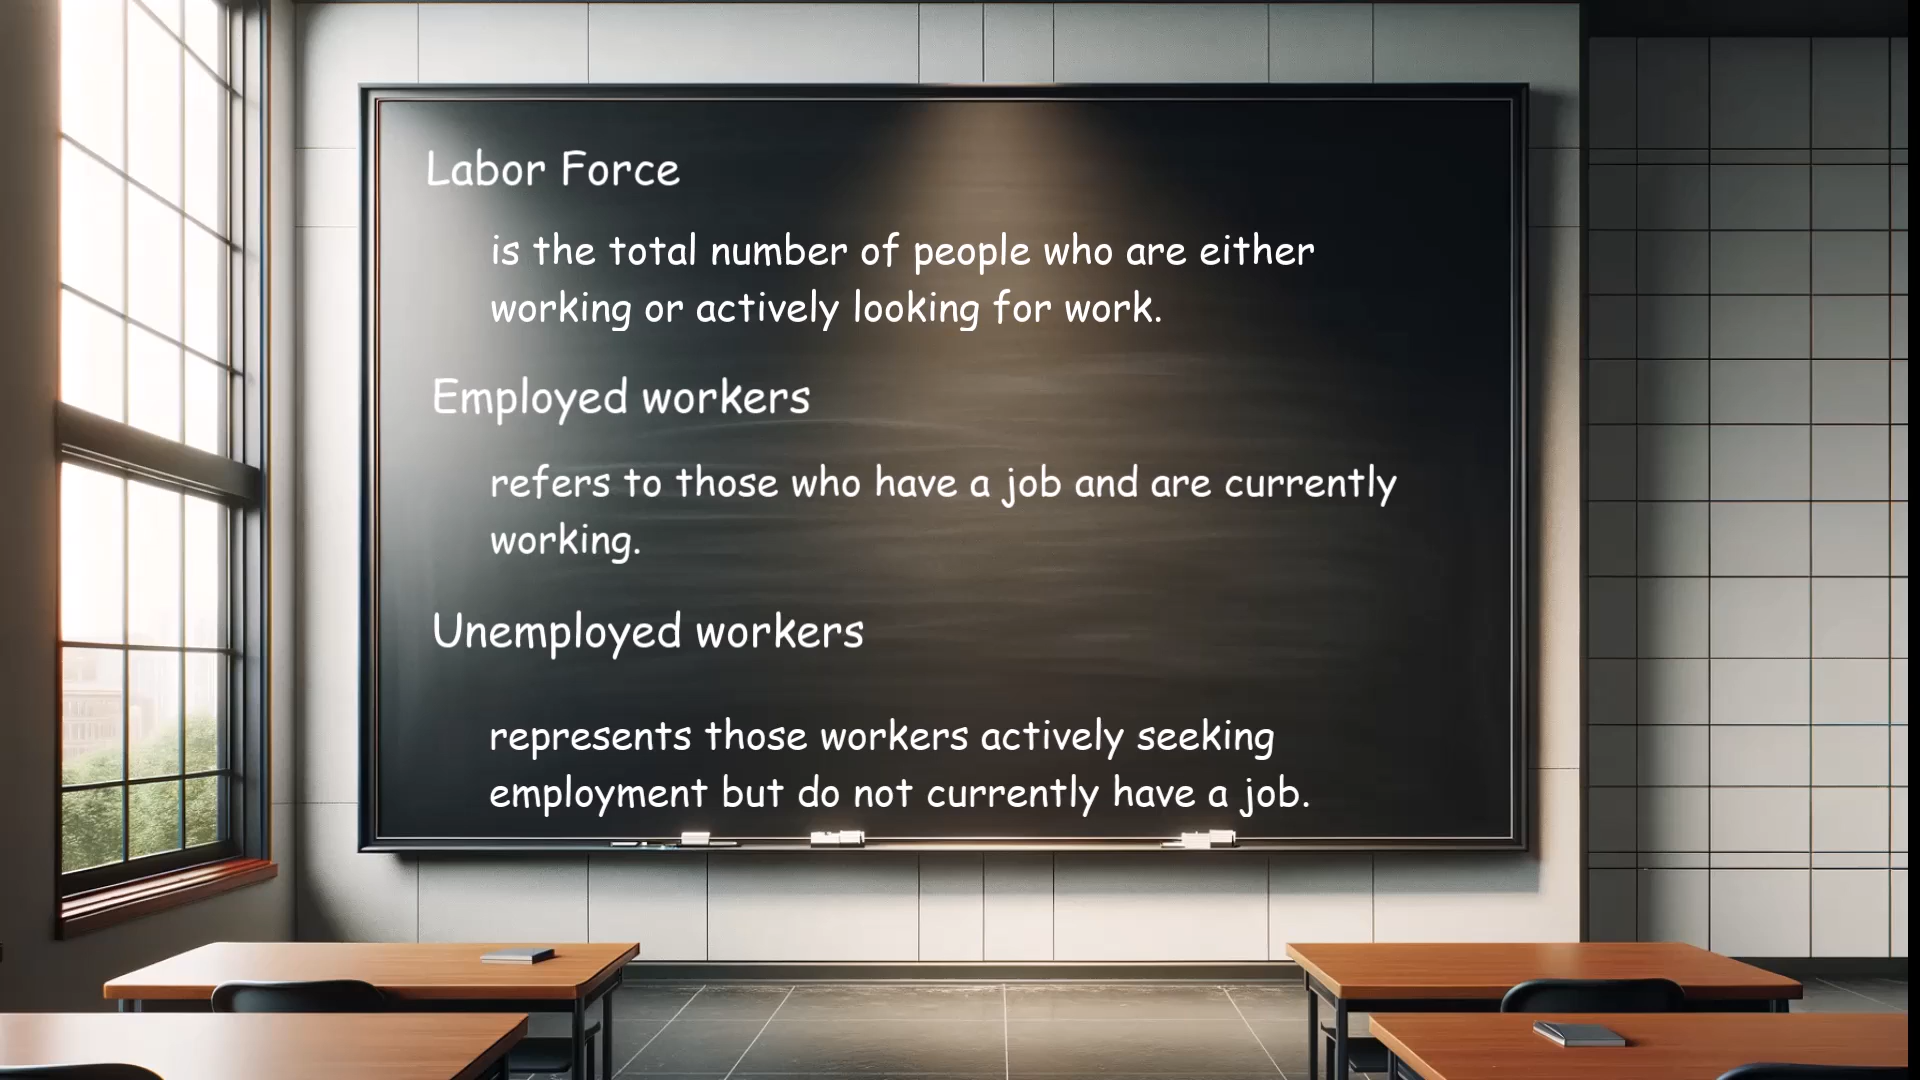 Labor Force
is the total number of people who are either
working or actively looking for work.
Employed workers
refers to those who have a job and are currently
working.
Unemployed workers
represents those workers actively seeking
employment but do not currently have a job.